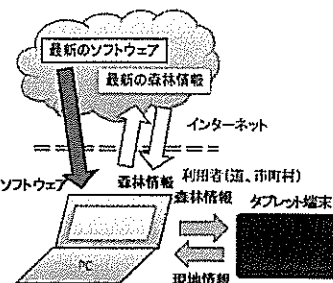 最新のソフトウェア
最新の森林情報
インターネット
ソフトウェア
森林情報
利用者(道、市町村)
森林情報
タブレット端末
PC
現地情報